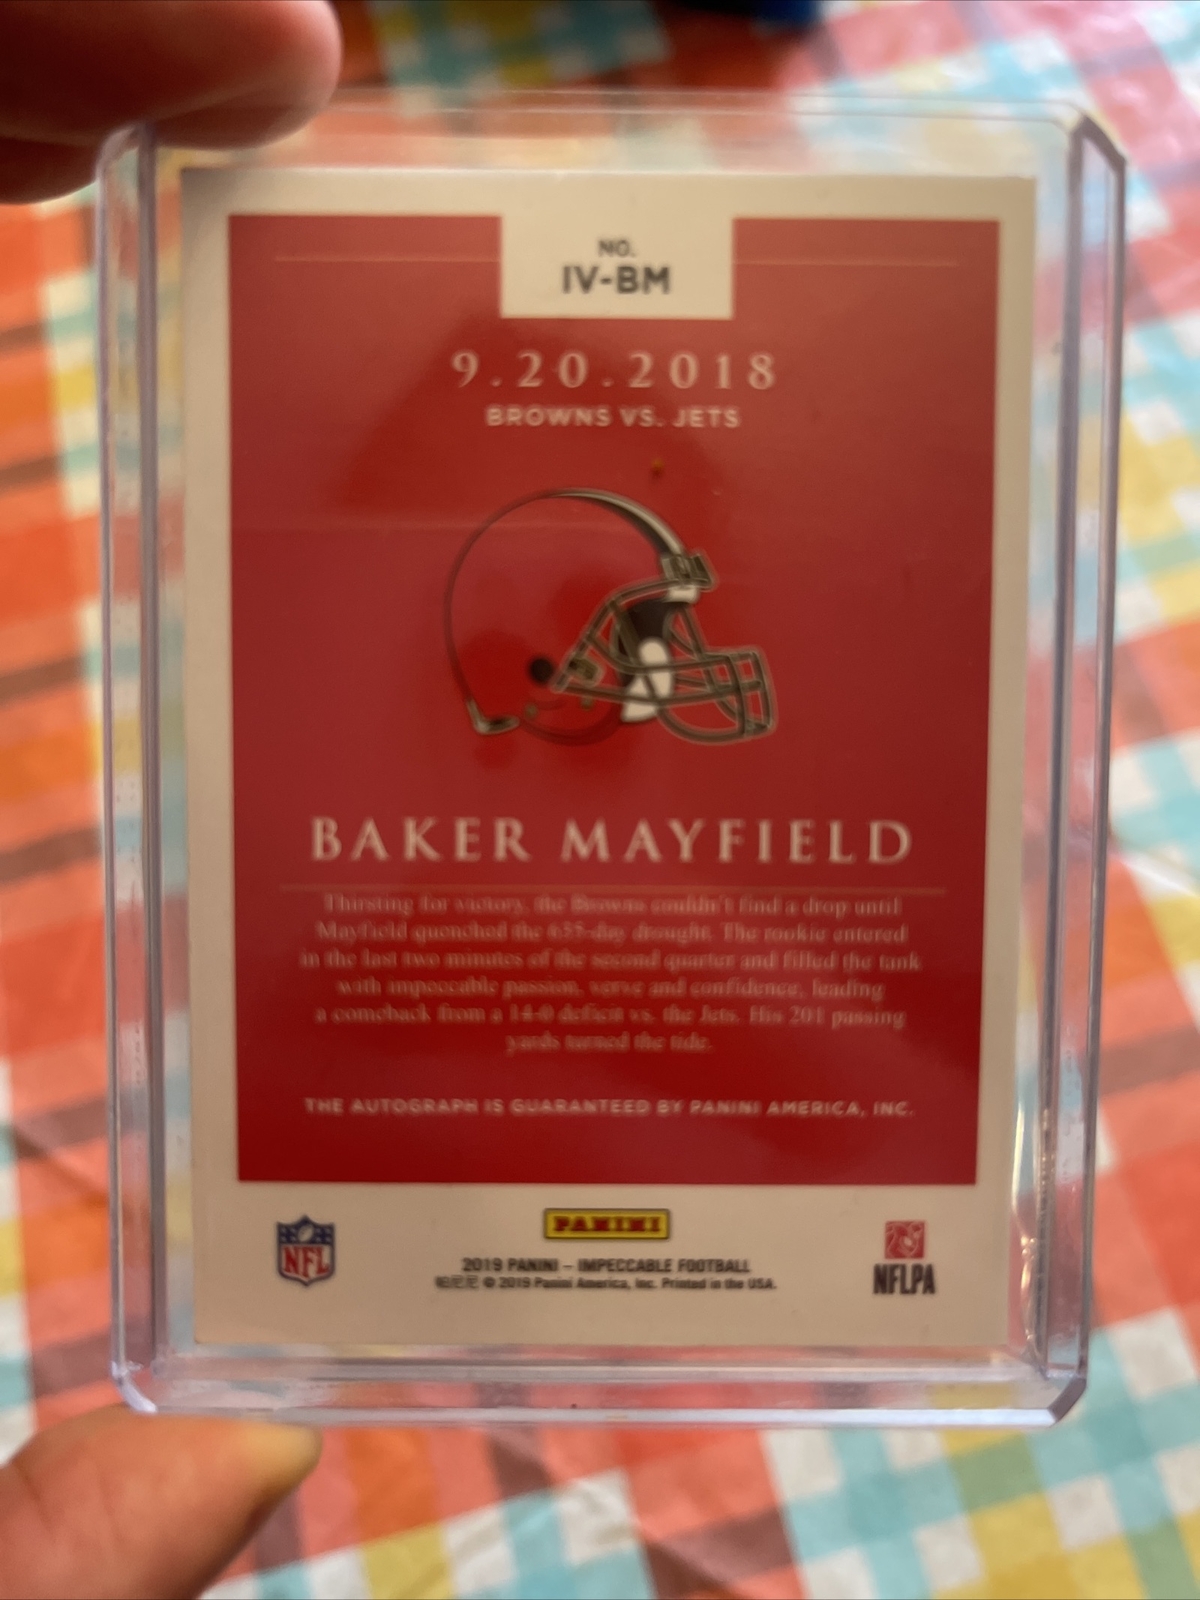 NO.
IV-BM
9.20.2018
BROWNS VS. JETS
BAKER MAYFIELD
Thirsting for victory, the Browns couldn't find a drop until
Mayfield quenched the 635-day drought. The rookie entered
in the last two minutes of the second quarter and filled the tank
with impeccable passion, verve and confidence, leading
a comeback from a 14-0 deficit vs. the Jets. His 201 passing
yards turned the tide.
THE AUTOGRAPH IS GUARANTEED BY PANINI AMERICA, INC.
NFL
PANINI
2019 PANINI – IMPECCABLE FOOTBALL
帕尼尼 © 2019 Panini America, Inc. Printed in the USA.
NFLPA